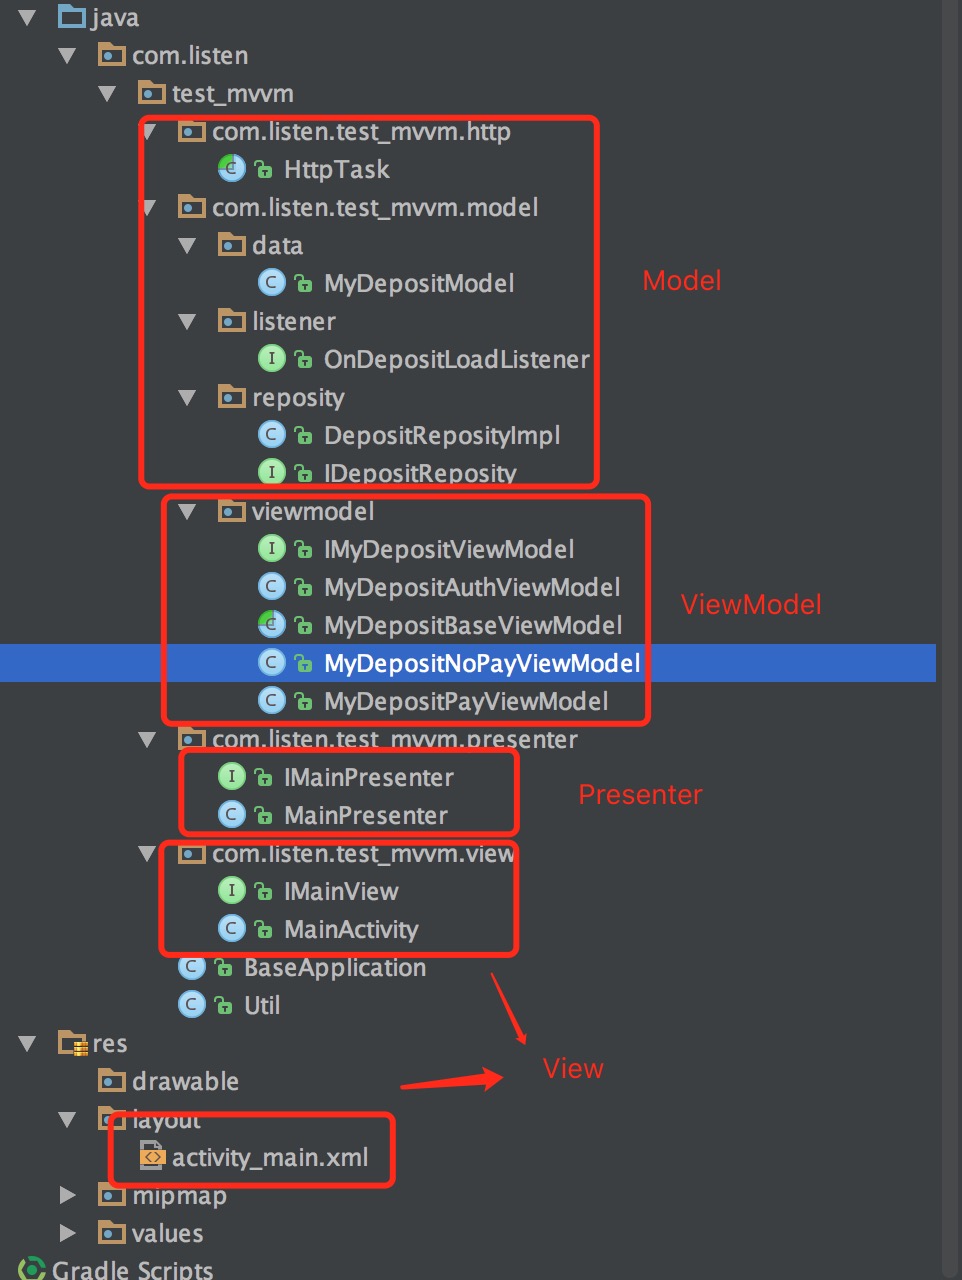 java
com.listen
test_mvvm
com.listen.test_mvvm.http
HttpTask
com.listen.test_mvvm.model
data
MyDepositModel
Model
listener
OnDepositLoadListener
reposity
DepositReposityImpl
IDepositReposity
viewmodel
IMyDepositViewModel
MyDepositAuthViewModel
ViewModel
MyDepositBaseViewModel
MyDepositNoPayViewModel
MyDepositPayViewModel
com.listen.test_mvvm.presenter
IMainPresenter
Presenter
MainPresenter
com.listen.test_mvvm.view
IMainView
MainActivity
BaseApplication
Util
res
View
drawable
layout
activity_main.xml
mipmap
values
Gradle Scripts